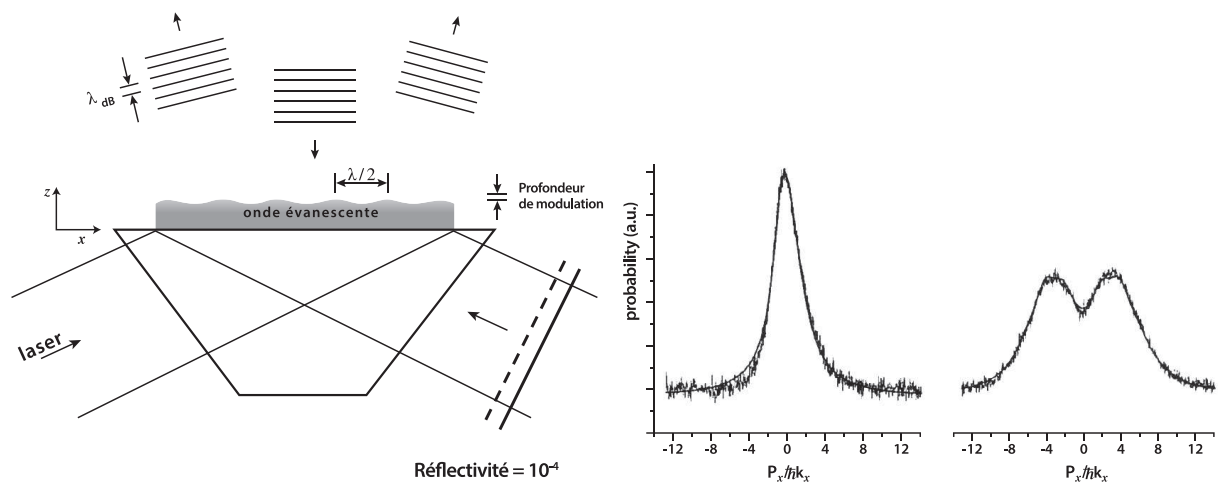 λ dB
λ/2
Profondeur
de modulation
z
x
onde évanescente
laser
Réflectivité = 10⁻⁴
probability (a.u.)
-12 -8 -4 0 4 8 12
Pₓ/ħkₓ
-12 -8 -4 0 4 8 12
Pₓ/ħkₓ